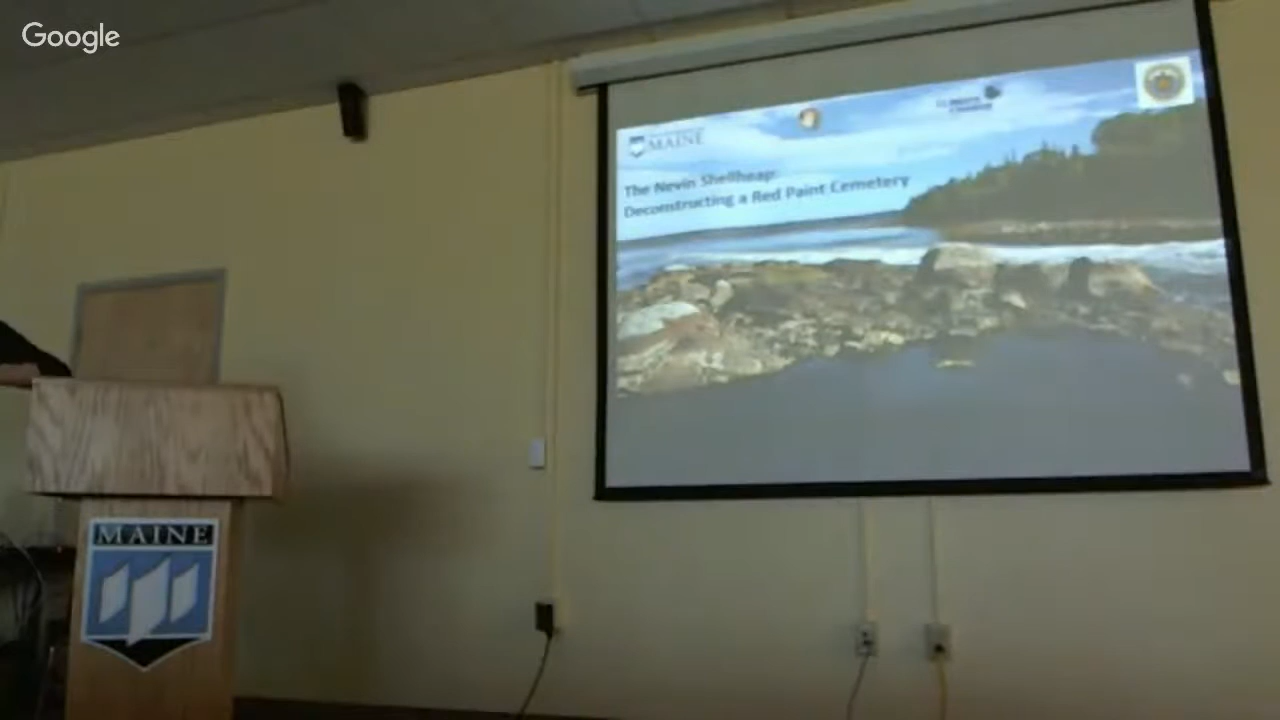 Google
MAINE
The Nevin Shellheap:
Deconstructing a Red Paint Cemetery
MAINE